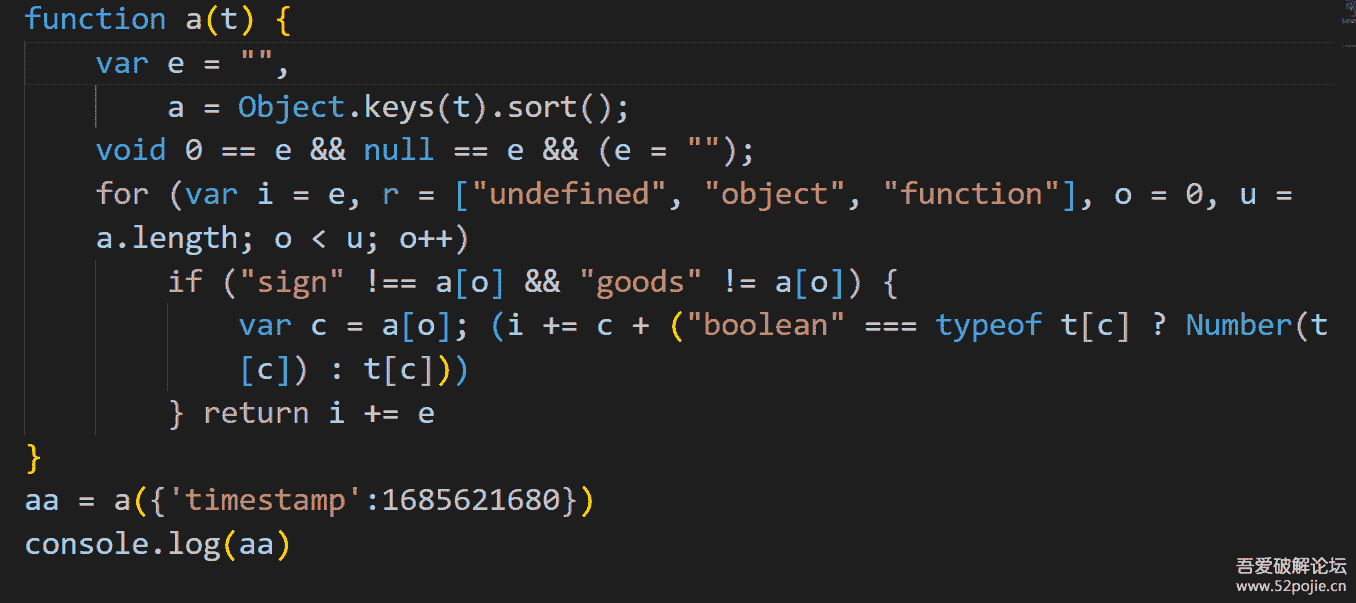 function a(t) {
var e = "",
a = Object.keys(t).sort();
void 0 == e && null == e && (e = "");
for (var i = e, r = ["undefined", "object", "function"], o = 0, u =
a.length; o < u; o++)
if ("sign" !== a[o] && "goods" != a[o]) {
var c = a[o]; (i += c + ("boolean" === typeof t[c] ? Number(t
[c]) : t[c]))
} return i += e
}
aa = a({'timestamp':1685621680})
console.log(aa)
吾爱破解论坛
www.52pojie.cn